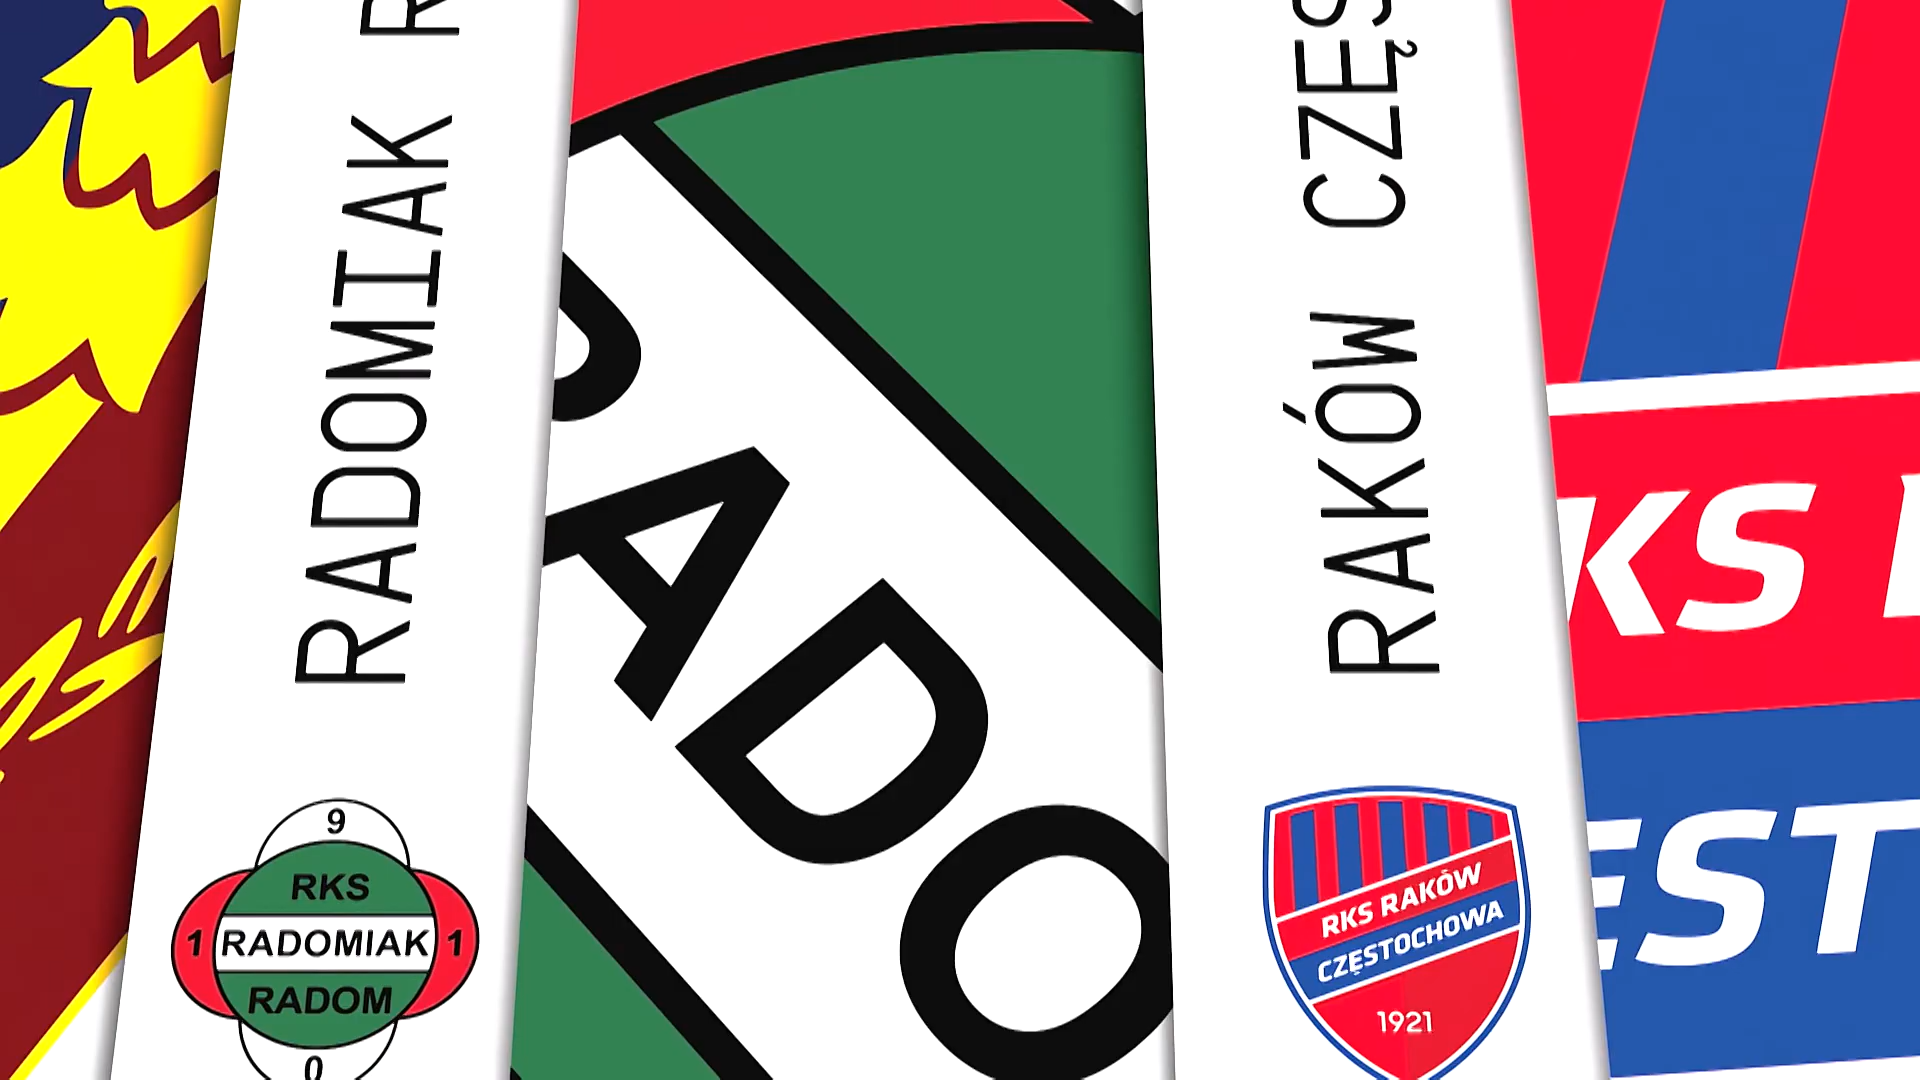 RADOMIAK R
9
RKS
1 RADOMIAK 1
RADOM
0
RADO
RAKÓW CZĘS
RKS RAKÓW
CZĘSTOCHOWA
1921
KS
EST